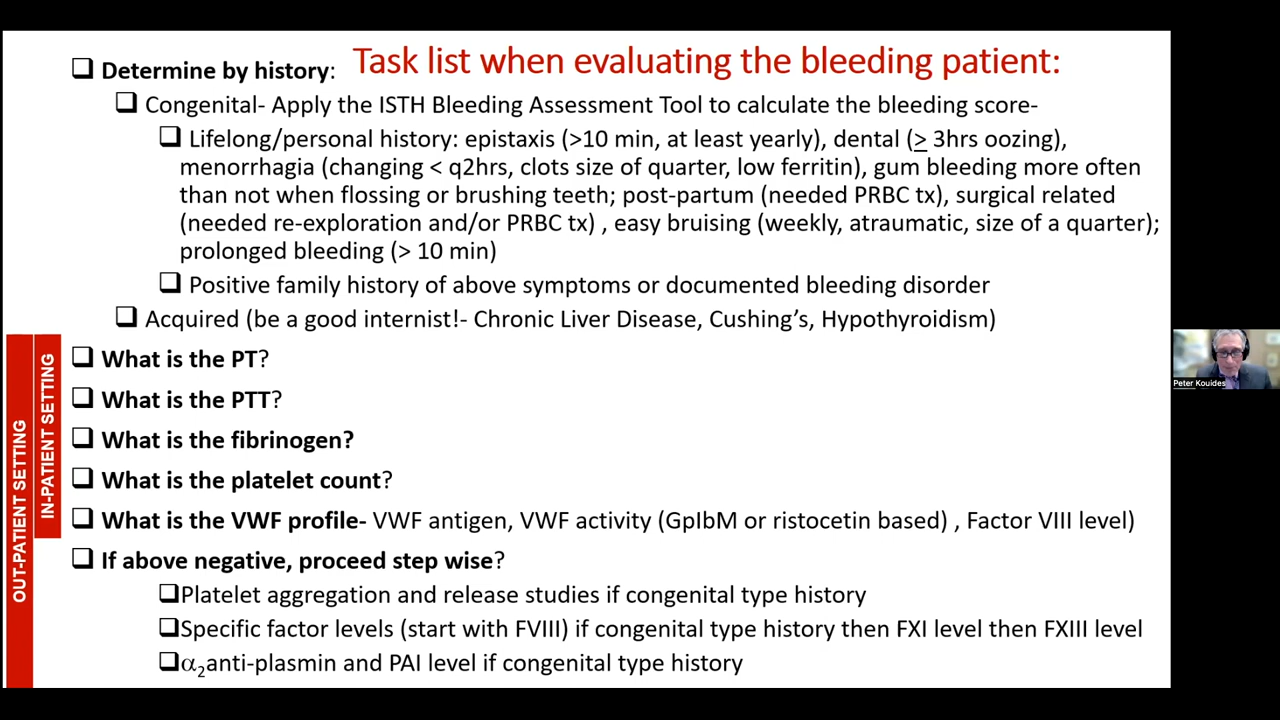 Task list when evaluating the bleeding patient:
❑ Determine by history:
❑ Congenital- Apply the ISTH Bleeding Assessment Tool to calculate the bleeding score-
❑ Lifelong/personal history: epistaxis (>10 min, at least yearly), dental (≥ 3hrs oozing),
menorrhagia (changing < q2hrs, clots size of quarter, low ferritin), gum bleeding more often
than not when flossing or brushing teeth; post-partum (needed PRBC tx), surgical related
(needed re-exploration and/or PRBC tx) , easy bruising (weekly, atraumatic, size of a quarter);
prolonged bleeding (> 10 min)
❑ Positive family history of above symptoms or documented bleeding disorder
❑ Acquired (be a good internist!- Chronic Liver Disease, Cushing's, Hypothyroidism)
❑ What is the PT?
❑ What is the PTT?
❑ What is the fibrinogen?
❑ What is the platelet count?
❑ What is the VWF profile- VWF antigen, VWF activity (GpIbM or ristocetin based) , Factor VIII level)
❑ If above negative, proceed step wise?
❑Platelet aggregation and release studies if congenital type history
❑Specific factor levels (start with FVIII) if congenital type history then FXI level then FXIII level
❑α₂anti-plasmin and PAI level if congenital type history
OUT-PATIENT SETTING
IN-PATIENT SETTING
Peter Kouides